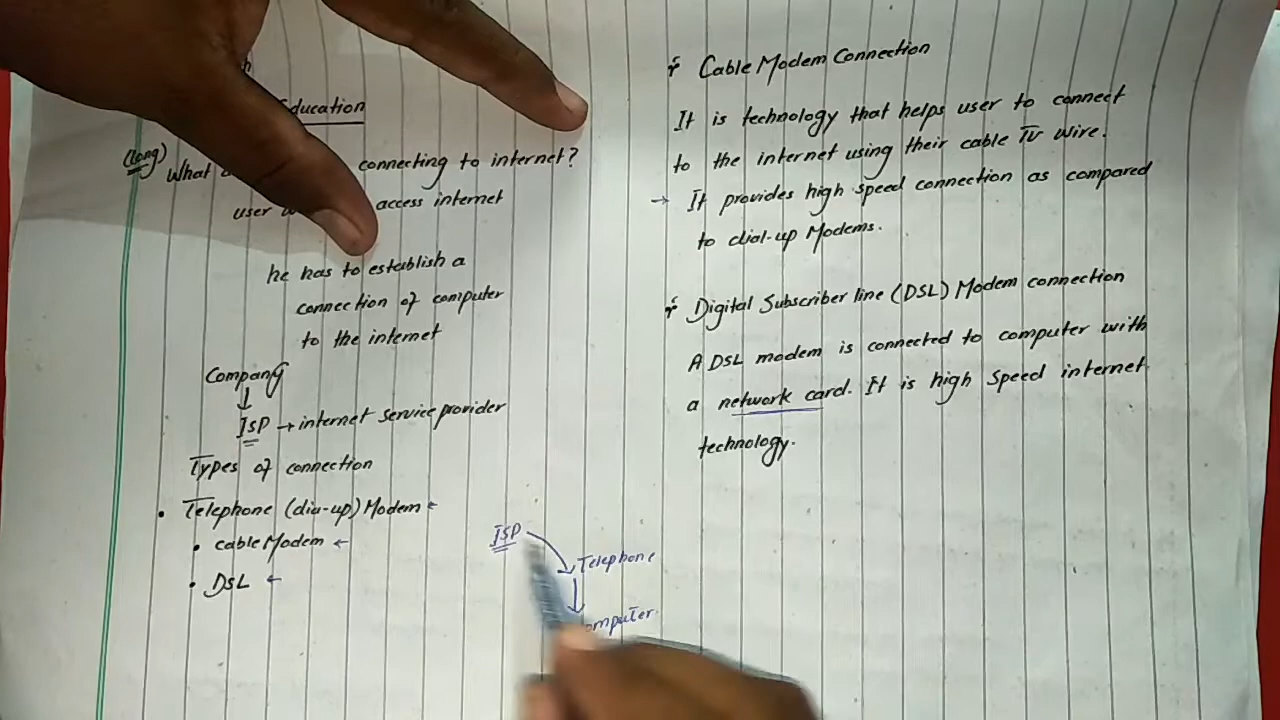 Education
(long)
What connecting to internet?
user access internet
he has to establish a
connection of computer
to the internet
Company
ISP → internet service provider
Types of connection
• Telephone (dia-up) Modem ←
• cable Modem ←
• DSL ←
ISP
Telephone
omputer.
Cable Modem Connection
It is technology that helps user to connect
to the internet using their cable TV wire.
→ It provides high speed connection as compared
to dial-up Modems.
Digital Subscriber line (DSL) Modem connection
A DSL modem is connected to computer with
a network card. It is high speed internet
technology.